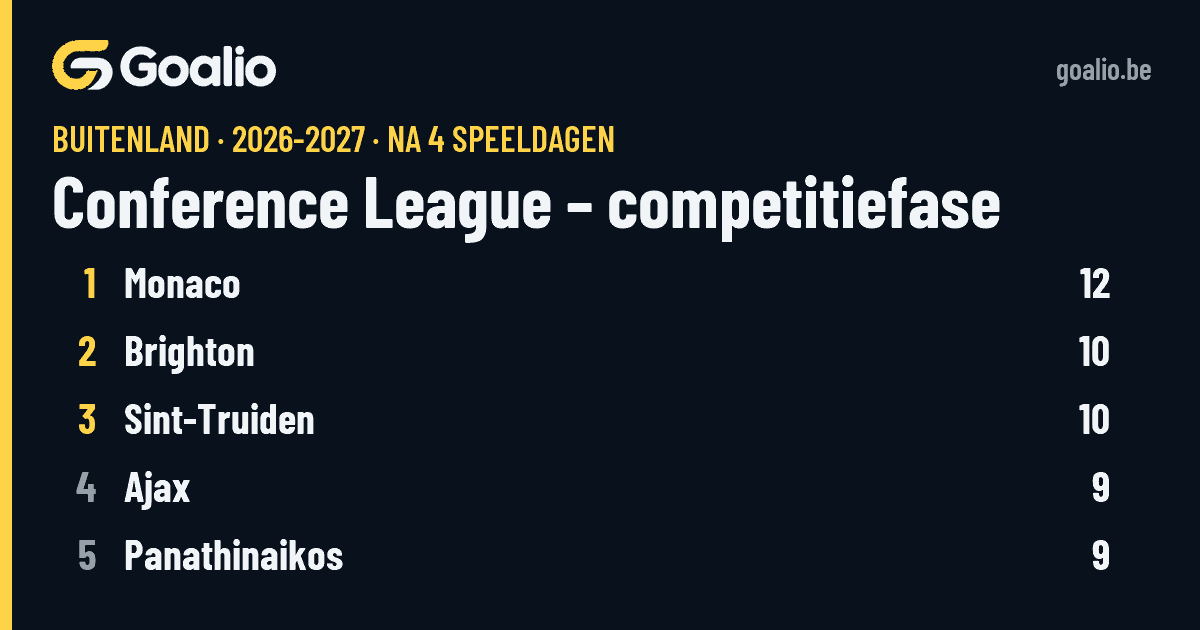 Goalio
goalio.be
BUITENLAND · 2026-2027 · NA 4 SPEELDAGEN
Conference League – competitiefase
1 Monaco 12
2 Brighton 10
3 Sint-Truiden 10
4 Ajax 9
5 Panathinaikos 9